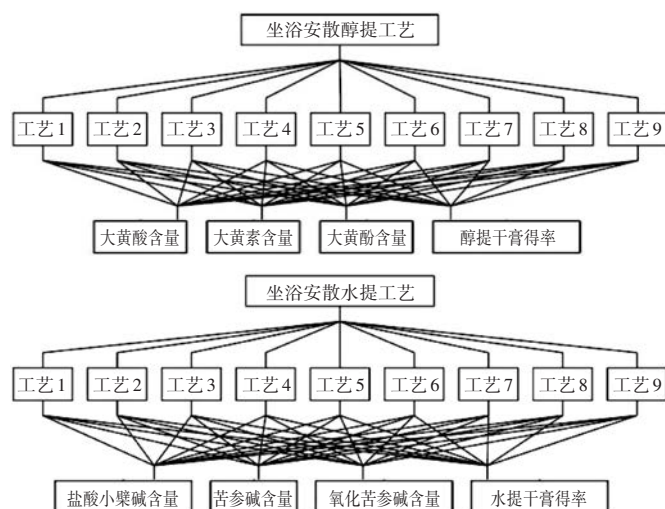 坐浴安散醇提工艺
工艺1 工艺2 工艺3 工艺4 工艺5 工艺6 工艺7 工艺8 工艺9
大黄酸含量 大黄素含量 大黄酚含量 醇提干膏得率
坐浴安散水提工艺
工艺1 工艺2 工艺3 工艺4 工艺5 工艺6 工艺7 工艺8 工艺9
盐酸小檗碱含量 苦参碱含量 氧化苦参碱含量 水提干膏得率